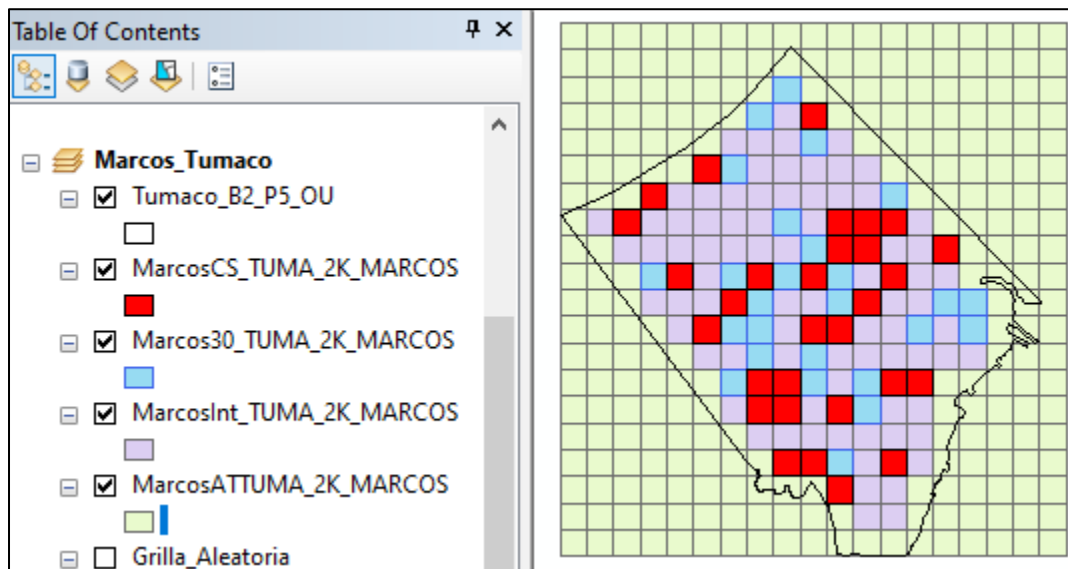 Table Of Contents
Marcos_Tumaco
Tumaco_B2_P5_OU
MarcosCS_TUMA_2K_MARCOS
Marcos30_TUMA_2K_MARCOS
MarcosInt_TUMA_2K_MARCOS
MarcosATTUMA_2K_MARCOS
Grilla_Aleatoria